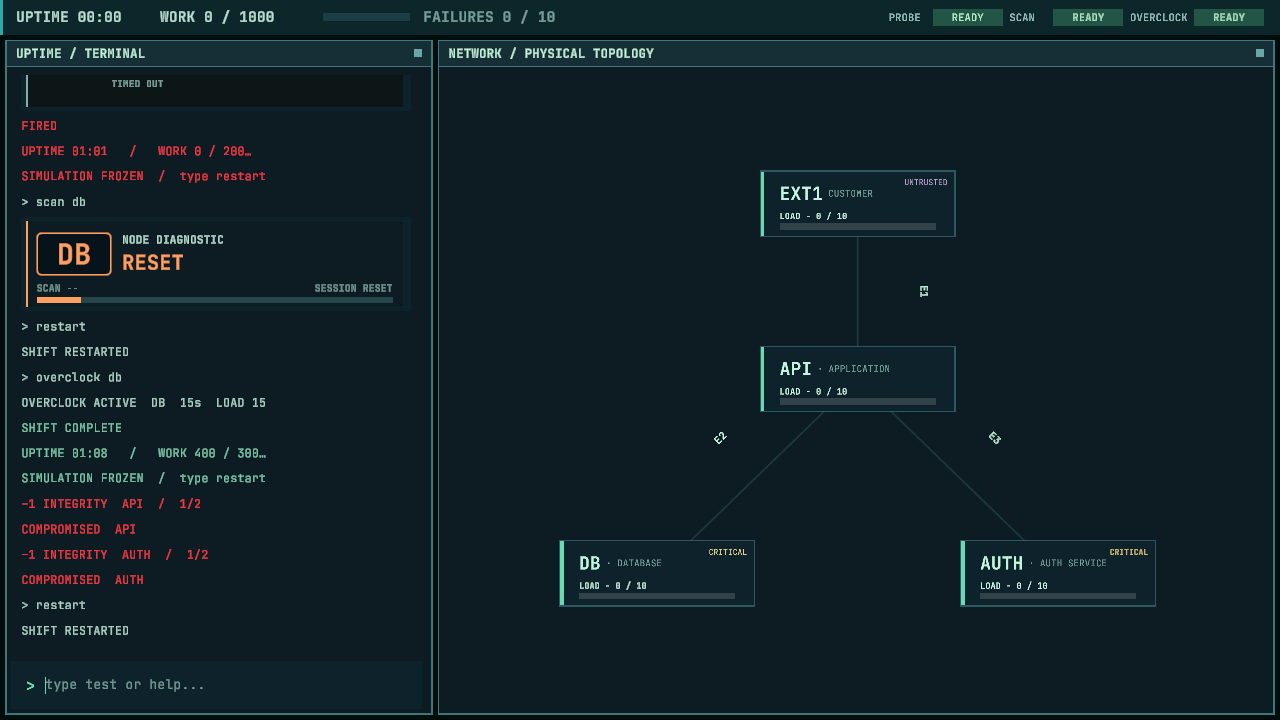 UPTIME 00:00 WORK 0 / 1000 FAILURES 0 / 10 PROBE READY SCAN READY OVERCLOCK READY
UPTIME / TERMINAL
TIMED OUT
FIRED
UPTIME 01:01 / WORK 0 / 200…
SIMULATION FROZEN / type restart
> scan db
DB NODE DIAGNOSTIC
RESET
SCAN -- SESSION RESET
> restart
SHIFT RESTARTED
> overclock db
OVERCLOCK ACTIVE DB 15s LOAD 15
SHIFT COMPLETE
UPTIME 01:08 / WORK 400 / 300…
SIMULATION FROZEN / type restart
−1 INTEGRITY API / 1/2
COMPROMISED API
−1 INTEGRITY AUTH / 1/2
COMPROMISED AUTH
> restart
SHIFT RESTARTED
> type test or help...
NETWORK / PHYSICAL TOPOLOGY
UNTRUSTED
EXT1 CUSTOMER
LOAD - 0 / 10
E1
API · APPLICATION
LOAD - 0 / 10
E2
E3
CRITICAL
DB · DATABASE
LOAD - 0 / 10
CRITICAL
AUTH · AUTH SERVICE
LOAD - 0 / 10